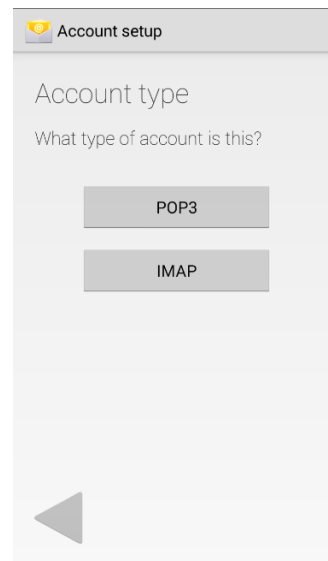 Account setup
Account type
What type of account is this?
POP3
IMAP